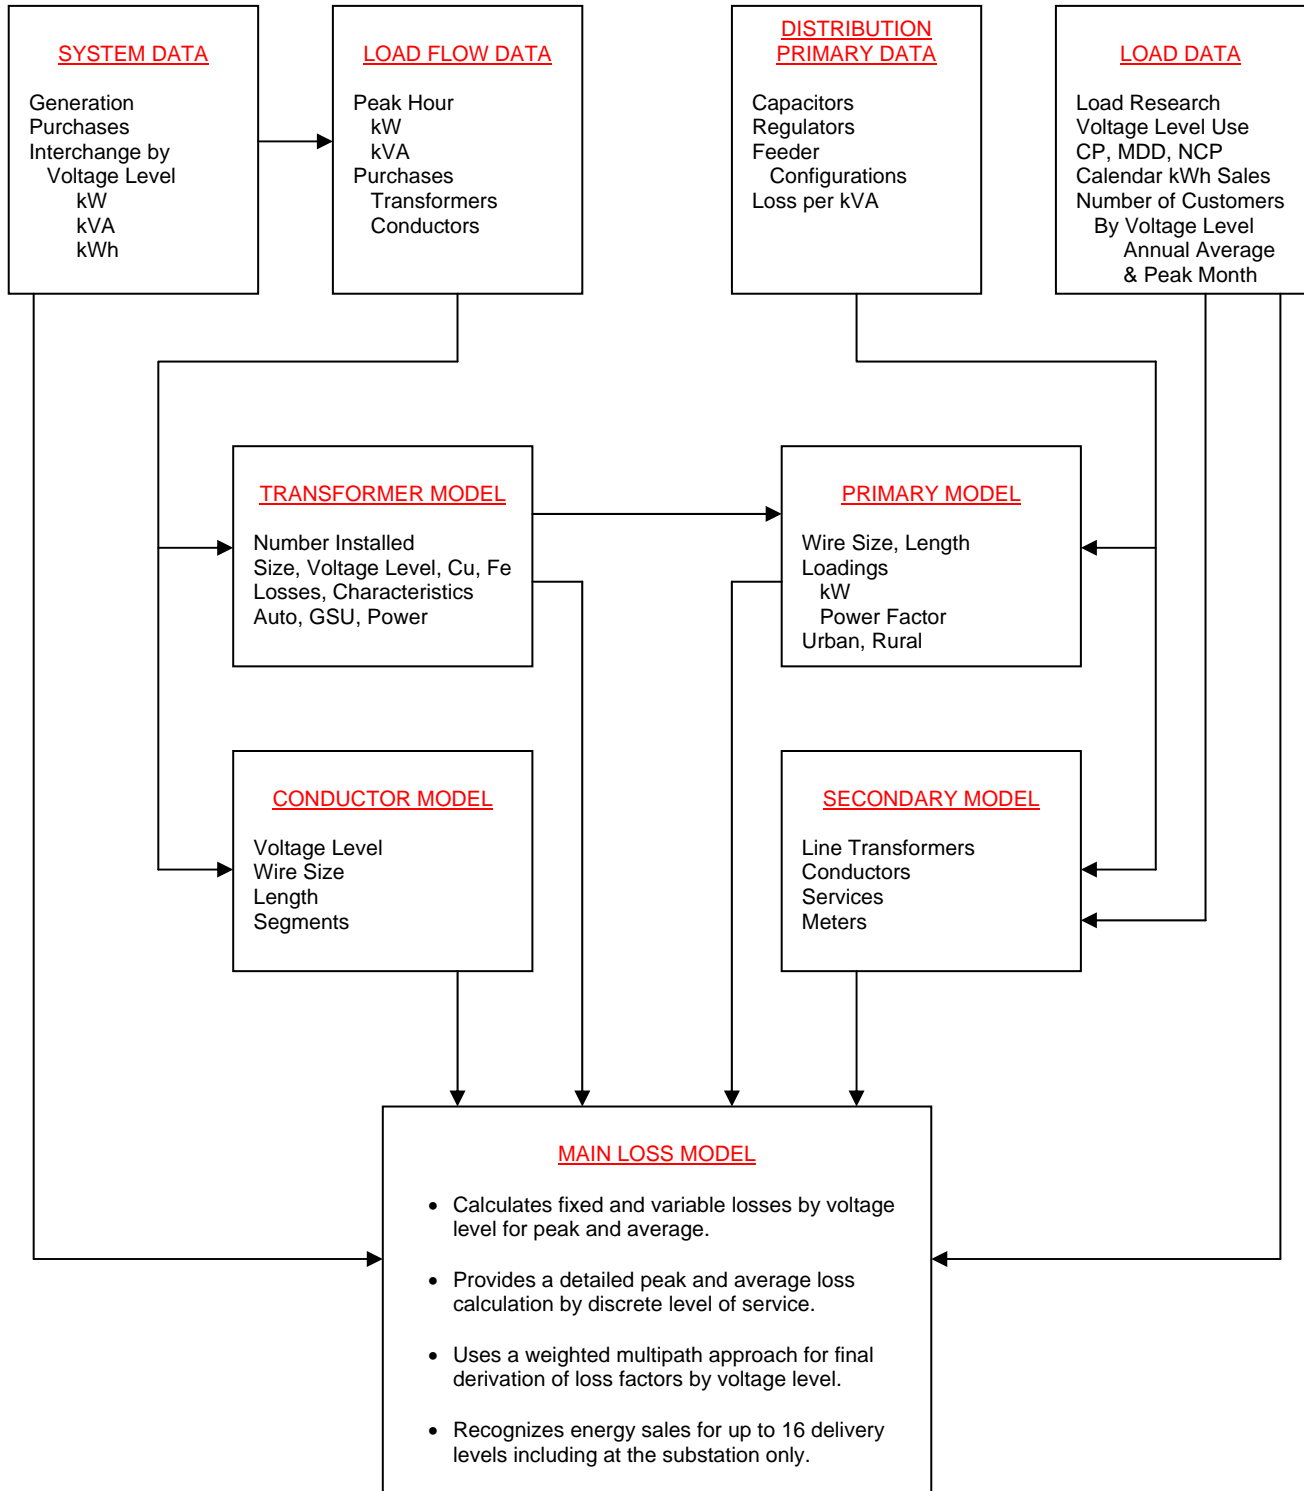 SYSTEM DATA
Generation
Purchases
Interchange by
Voltage Level
kW
kVA
kWh
LOAD FLOW DATA
Peak Hour
kW
kVA
Purchases
Transformers
Conductors
DISTRIBUTION
PRIMARY DATA
Capacitors
Regulators
Feeder
Configurations
Loss per kVA
LOAD DATA
Load Research
Voltage Level Use
CP, MDD, NCP
Calendar kWh Sales
Number of Customers
By Voltage Level
Annual Average
& Peak Month
TRANSFORMER MODEL
Number Installed
Size, Voltage Level, Cu, Fe
Losses, Characteristics
Auto, GSU, Power
PRIMARY MODEL
Wire Size, Length
Loadings
kW
Power Factor
Urban, Rural
CONDUCTOR MODEL
Voltage Level
Wire Size
Length
Segments
SECONDARY MODEL
Line Transformers
Conductors
Services
Meters
MAIN LOSS MODEL
• Calculates fixed and variable losses by voltage
level for peak and average.
• Provides a detailed peak and average loss
calculation by discrete level of service.
• Uses a weighted multipath approach for final
derivation of loss factors by voltage level.
• Recognizes energy sales for up to 16 delivery
levels including at the substation only.